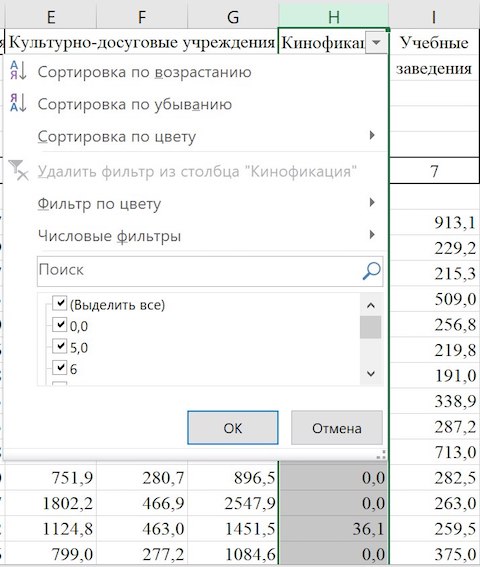 E F G H I
Культурно-досуговые учреждения Кинофикац Учебные
заведения
Сортировка по возрастанию
Сортировка по убыванию
Сортировка по цвету
Удалить фильтр из столбца "Кинофикация"
7
Фильтр по цвету
Числовые фильтры
913,1
229,2
Поиск
215,3
(Выделить все)
509,0
0,0
256,8
5,0
219,8
6
191,0
338,9
ОК Отмена
287,2
713,0
751,9 280,7 896,5 0,0 282,5
1802,2 466,9 2547,9 0,0 263,0
1124,8 463,0 1451,5 36,1 259,5
799,0 277,2 1084,6 0,0 375,0